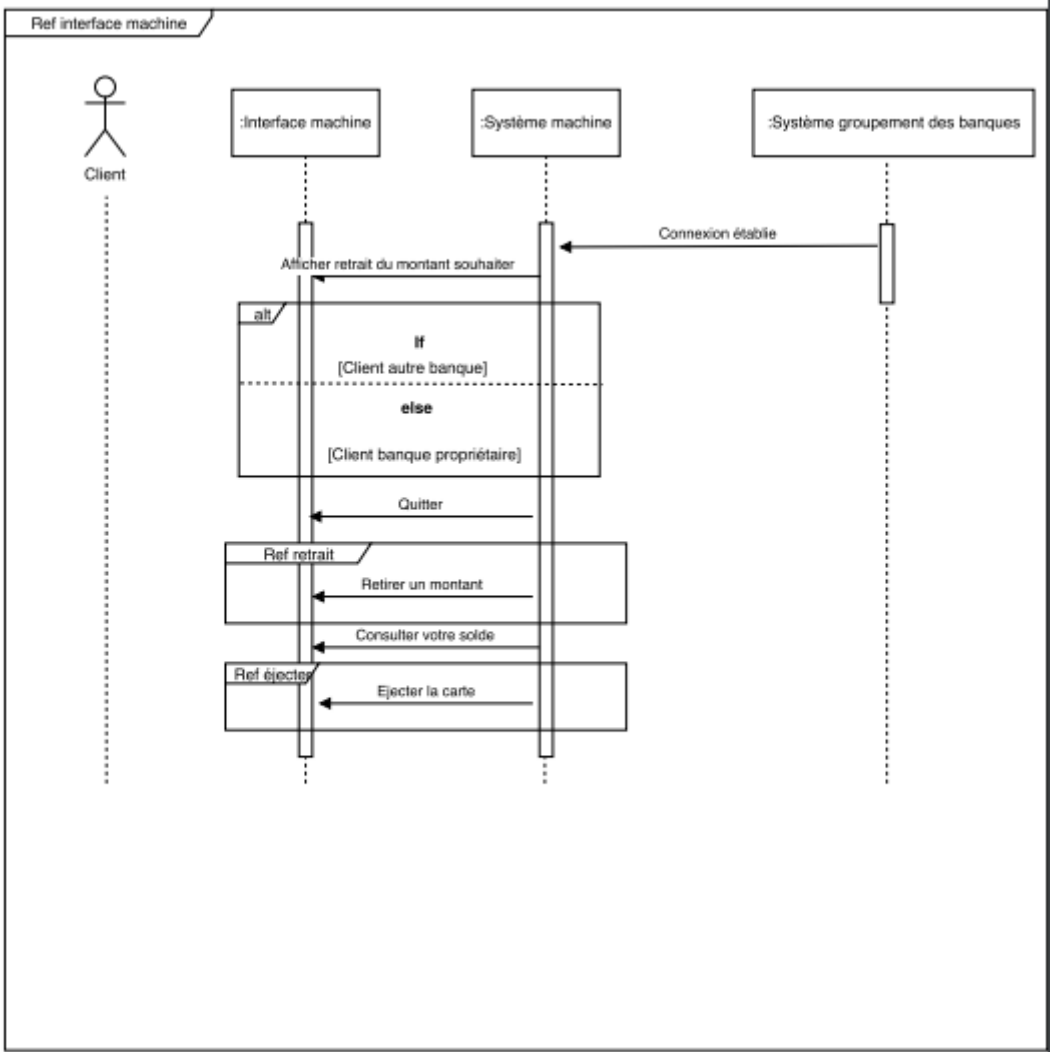 Ref interface machine
Client
:Interface machine
:Système machine
:Système groupement des banques
Connexion établie
Afficher retrait du montant souhaiter
alt
If
[Client autre banque]
else
[Client banque propriétaire]
Quitter
Ref retrait
Retirer un montant
Consulter votre solde
Ref éjecter
Ejecter la carte